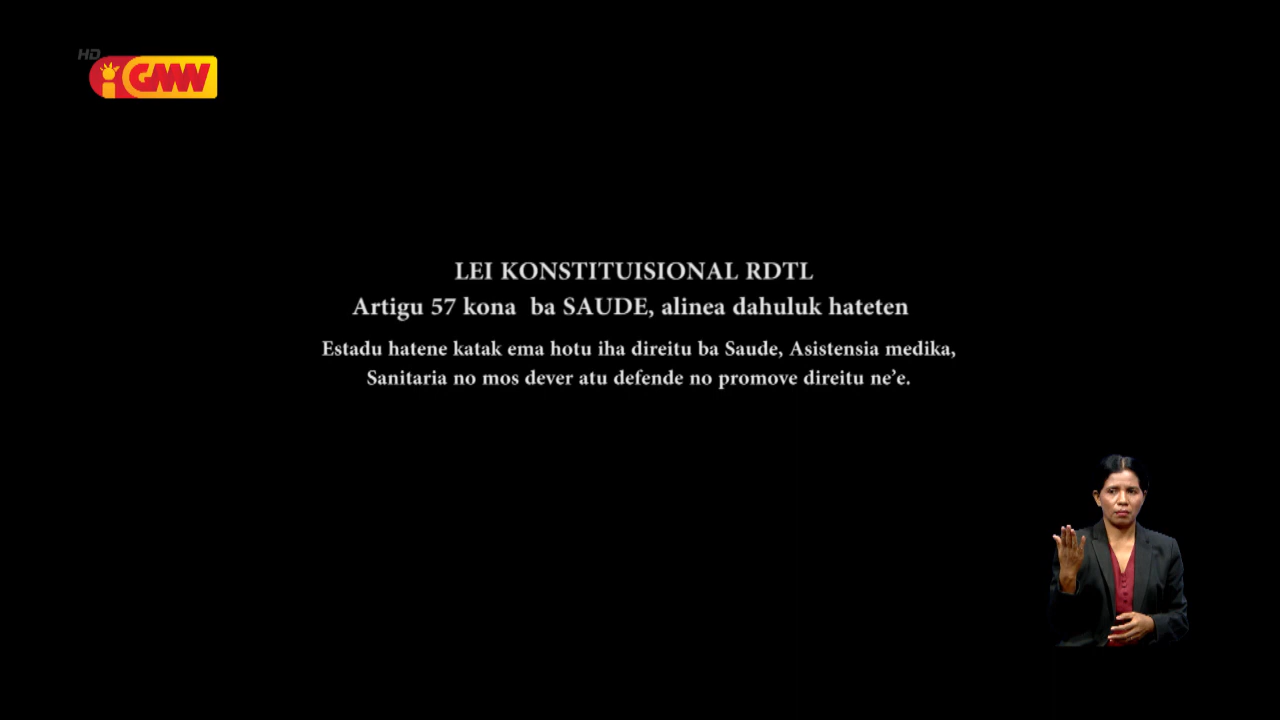 HD
GMN
LEI KONSTITUISIONAL RDTL
Artigu 57 kona ba SAUDE, alinea dahuluk hateten
Estadu hatene katak ema hotu iha direitu ba Saude, Asistensia medika,
Sanitaria no mos dever atu defende no promove direitu ne’e.